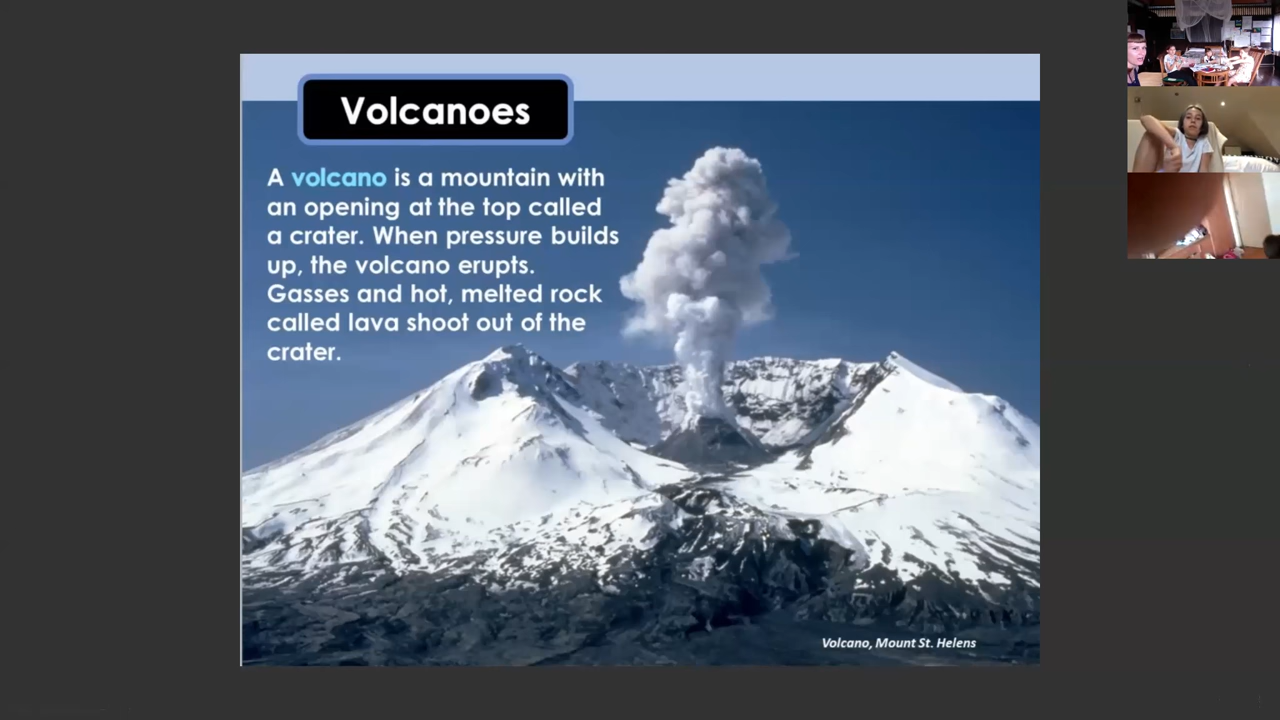 Volcanoes
A volcano is a mountain with
an opening at the top called
a crater. When pressure builds
up, the volcano erupts.
Gasses and hot, melted rock
called lava shoot out of the
crater.
Volcano, Mount St. Helens